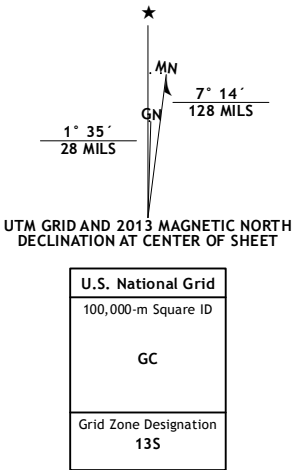 ★
MN
GN
7° 14´
128 MILS
1° 35´
28 MILS
UTM GRID AND 2013 MAGNETIC NORTH
DECLINATION AT CENTER OF SHEET
U.S. National Grid
100,000-m Square ID
GC
Grid Zone Designation
13S